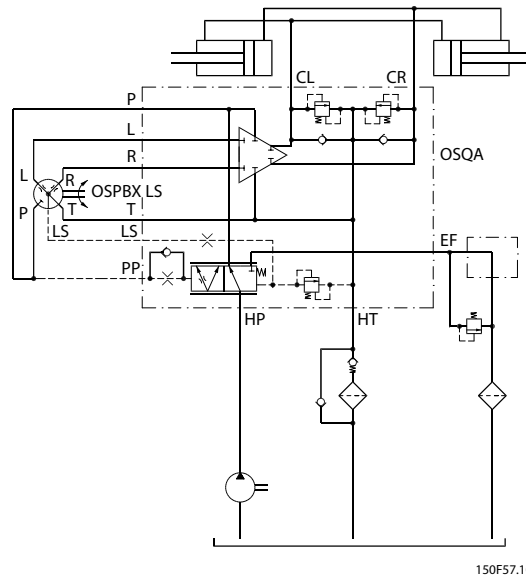 CL CR
P
L
OSQA
R
L R OSPBX LS
P T T
LS LS
EF
PP
HP HT
150F57.1